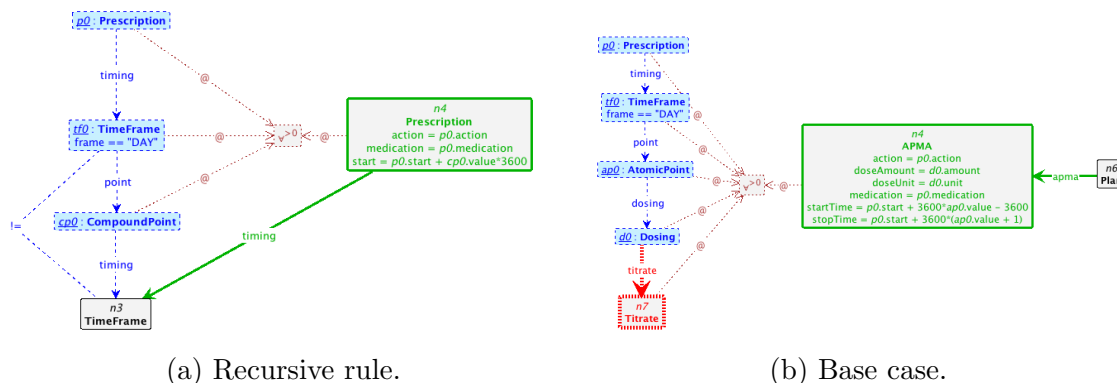 p0 : Prescription
timing
@
tf0 : TimeFrame
frame == "DAY"
@
>0
@
n4
Prescription
action = p0.action
medication = p0.medication
start = p0.start + cp0.value*3600
point
@
!=
cp0 : CompoundPoint
timing
timing
n3
TimeFrame
(a) Recursive rule.
p0 : Prescription
timing
@
tf0 : TimeFrame
frame == "DAY"
point
@
ap0 : AtomicPoint
@
∀>0
@
dosing
@
d0 : Dosing
titrate
@
n7
Titrate
n4
APMA
action = p0.action
doseAmount = d0.amount
doseUnit = d0.unit
medication = p0.medication
startTime = p0.start + 3600*ap0.value − 3600
stopTime = p0.start + 3600*(ap0.value + 1)
apma
n6
Plan
(b) Base case.